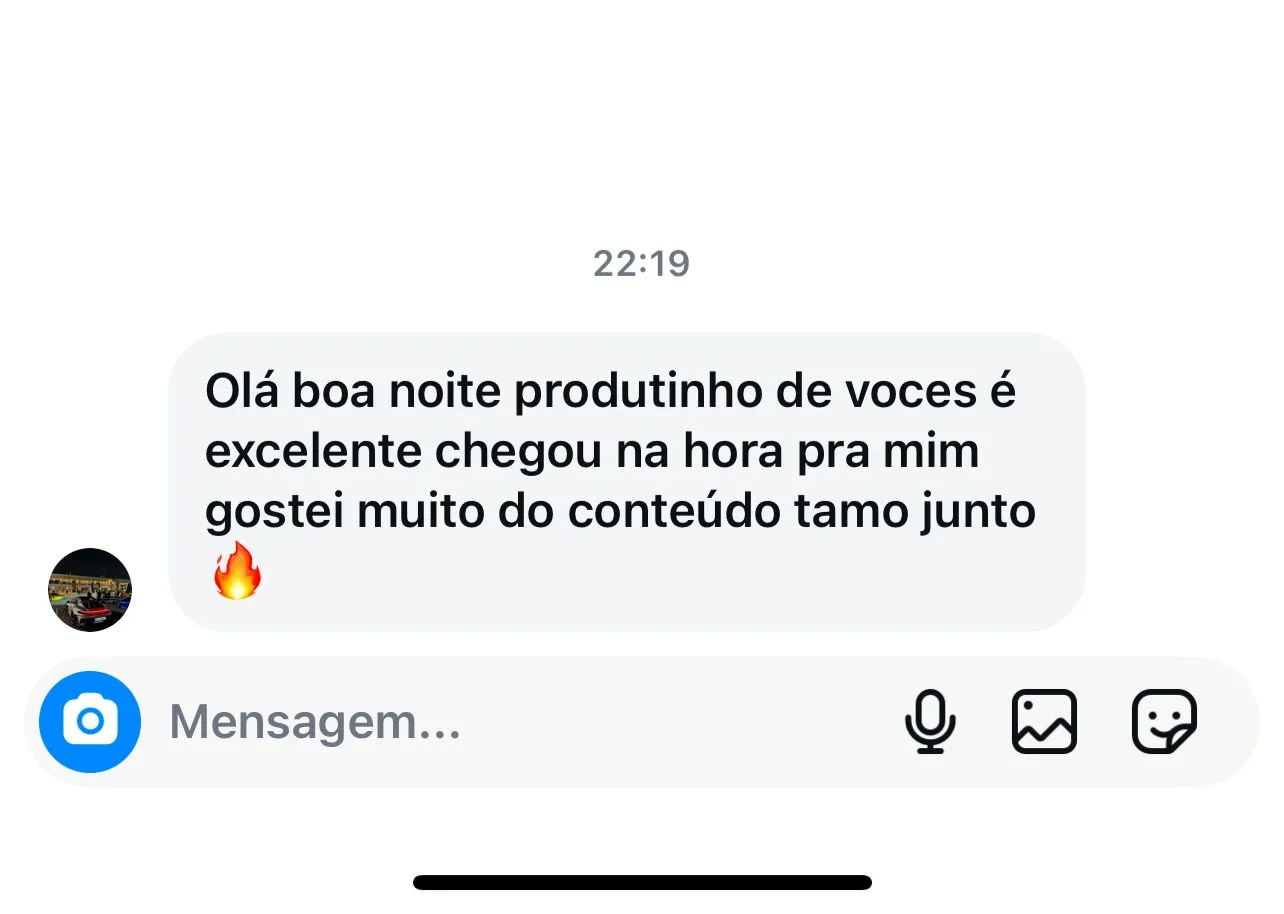 22:19
Olá boa noite produtinho de voces é
excelente chegou na hora pra mim
gostei muito do conteúdo tamo junto
🔥
Mensagem...